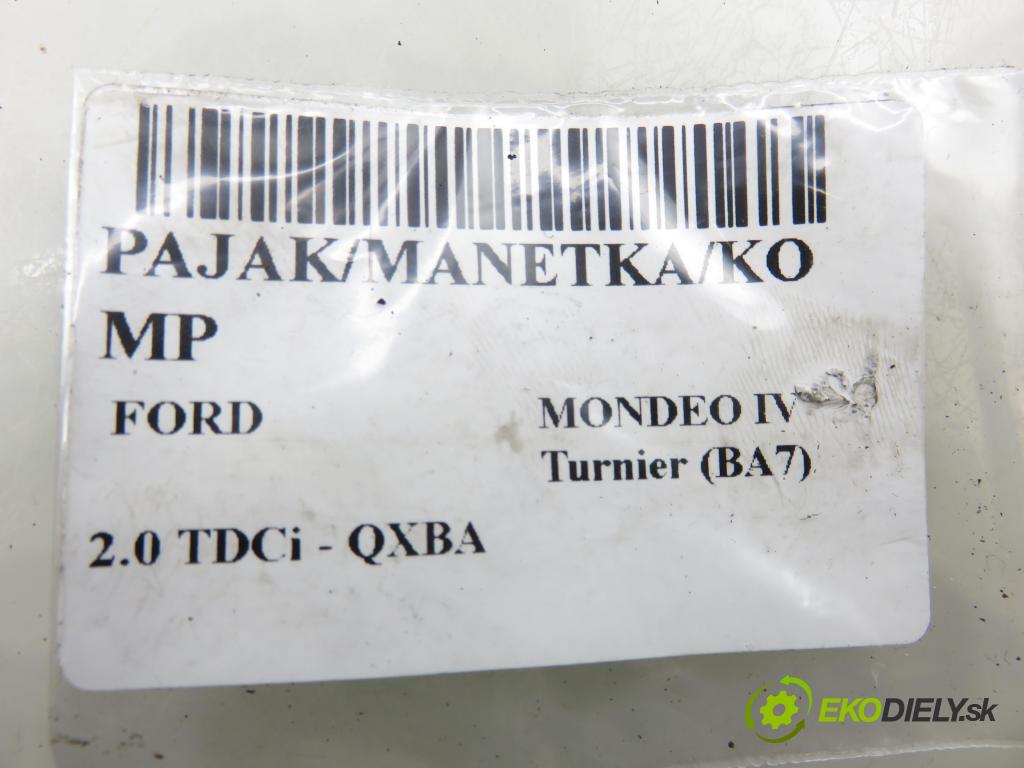 PAJAK/MANETKA/KO
MP
FORD
MONDEO IV
Turnier (BA7)
2.0 TDCi - QXBA
EKODIELY.sk